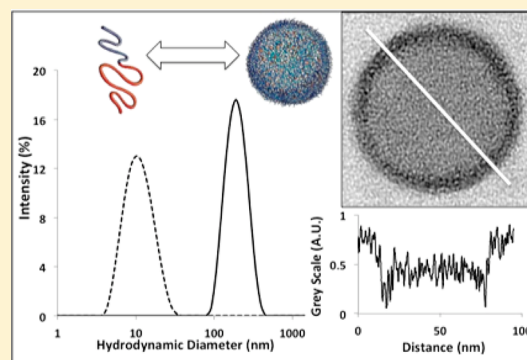 20
16
12
8
4
0
Intensity (%)
1 10 100 1000
Hydrodynamic Diameter (nm)
1
0.5
0
Grey Scale (A.U.)
0 50 100
Distance (nm)